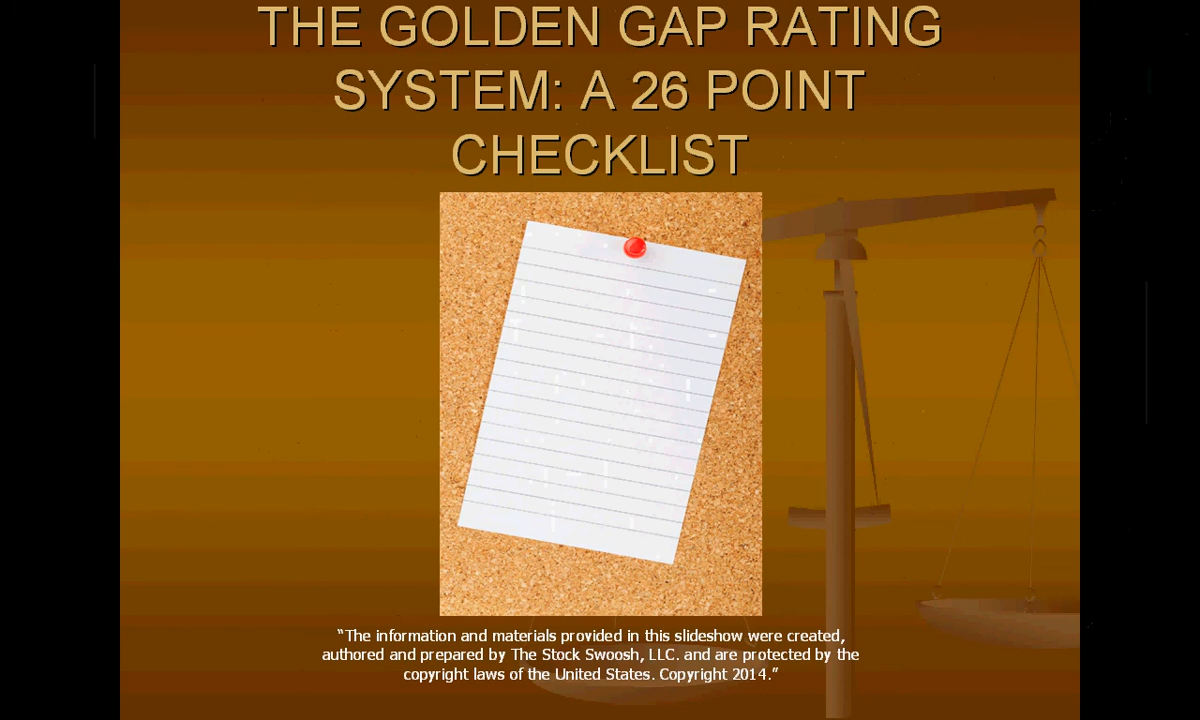 THE GOLDEN GAP RATING
SYSTEM: A 26 POINT
CHECKLIST
“The information and materials provided in this slideshow were created,
authored and prepared by The Stock Swoosh, LLC. and are protected by the
copyright laws of the United States. Copyright 2014.”